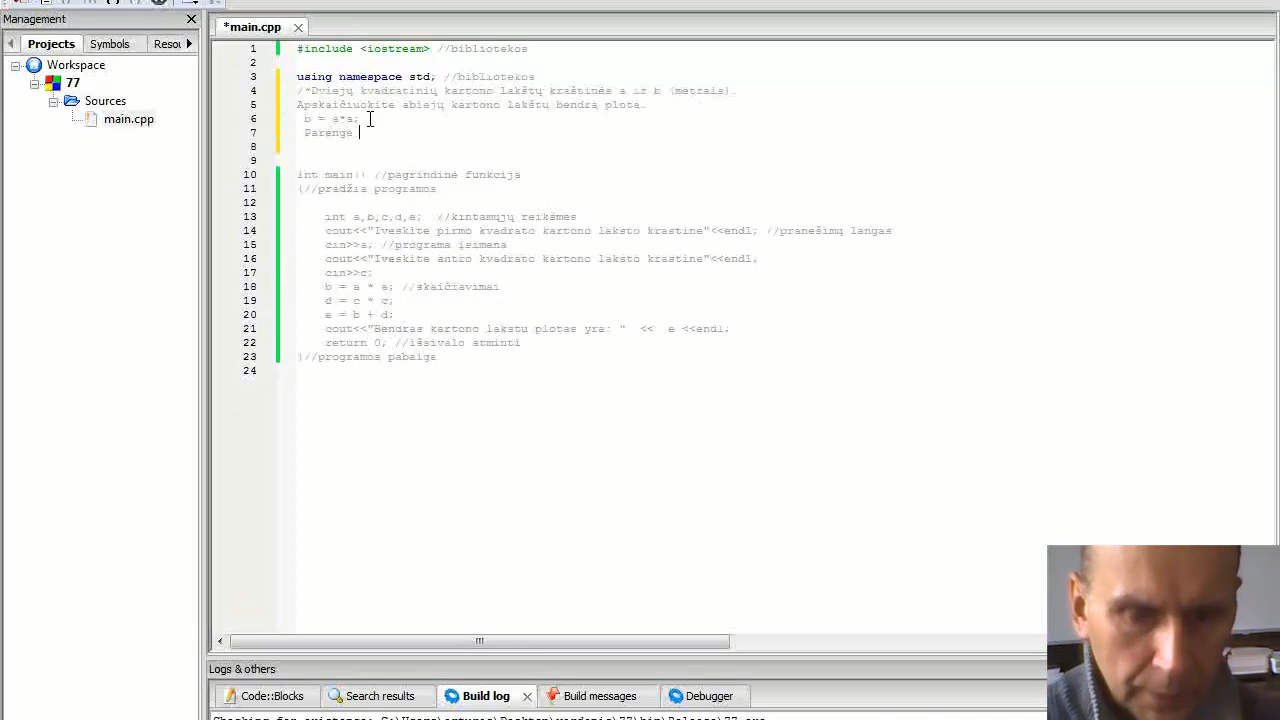 Management
*main.cpp
Projects Symbols Resou
Workspace
77
Sources
main.cpp
1 #include <iostream> //bibliotekos
2
3 using namespace std; //bibliotekos
4 /*Dviejų kvadratinių kartono lakštų kraštinės a ir b (metrais).
5 Apskaičiuokite abiejų kartono lakštų bendrą plotą.
6 b = a*a;
7 Parenge
8
9
10 int main() //pagrindinė funkcija
11 {//pradžia programos
12
13 int a,b,c,d,e; //kintamųjų reikšmės
14 cout<<"Iveskite pirmo kvadrato kartono laksto krastine"<<endl; //pranešimų langas
15 cin>>a; //programa įsimena
16 cout<<"Iveskite antro kvadrato kartono laksto krastine"<<endl;
17 cin>>c;
18 b = a * a; //skaičiavimai
19 d = c * c;
20 e = b + d;
21 cout<<"Bendras kartono lakstu plotas yra: " << e <<endl;
22 return 0; //išsivalo atminti
23 }//programos pabaiga
24
Logs & others
Code::Blocks Search results Build log Build messages Debugger